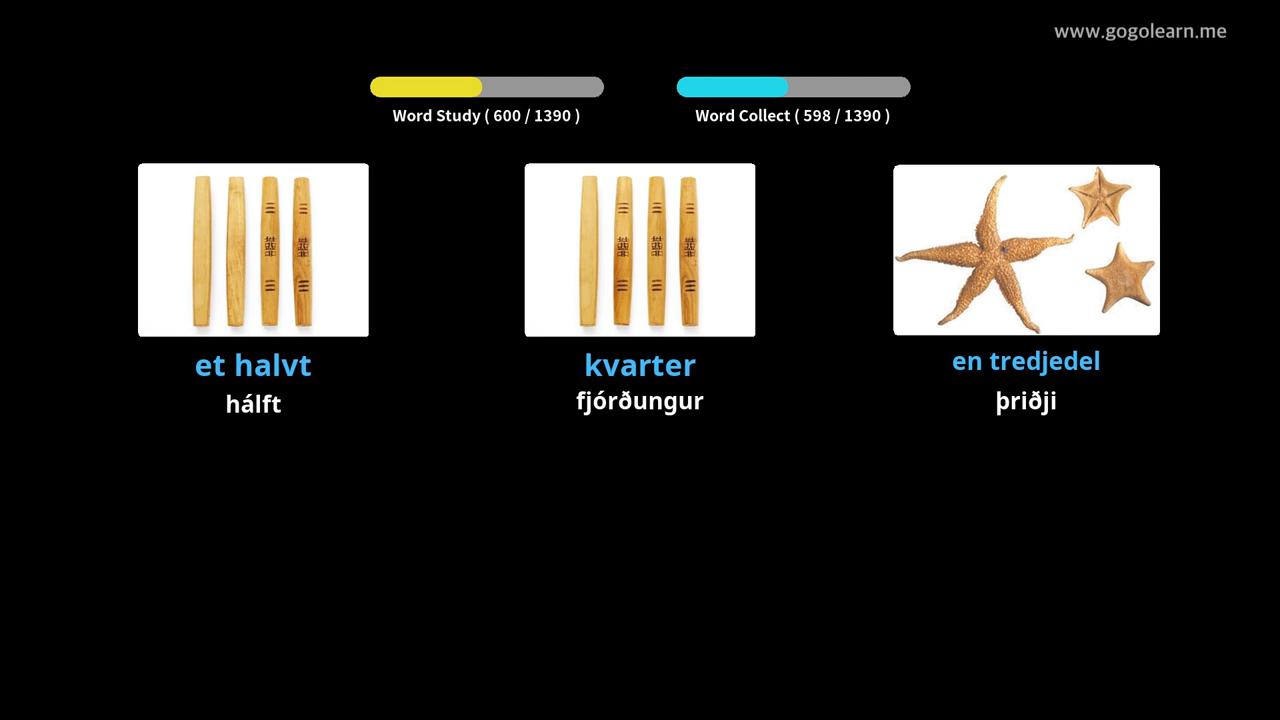 www.gogolearn.me
Word Study ( 600 / 1390 )
Word Collect ( 598 / 1390 )
et halvt
hálft
kvarter
fjórðungur
en tredjedel
þriðji